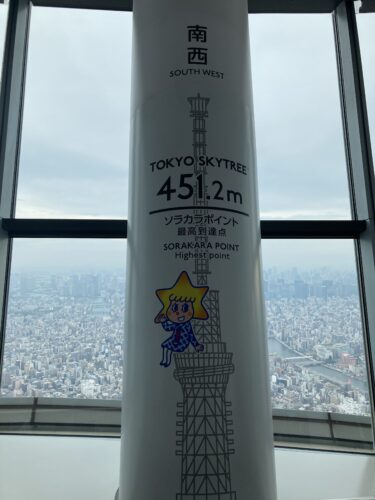 南
西
SOUTH WEST
TOKYO SKYTREE
451.2m
ソラカラポイント
最高到達点
SORAKARA POINT
Highest point